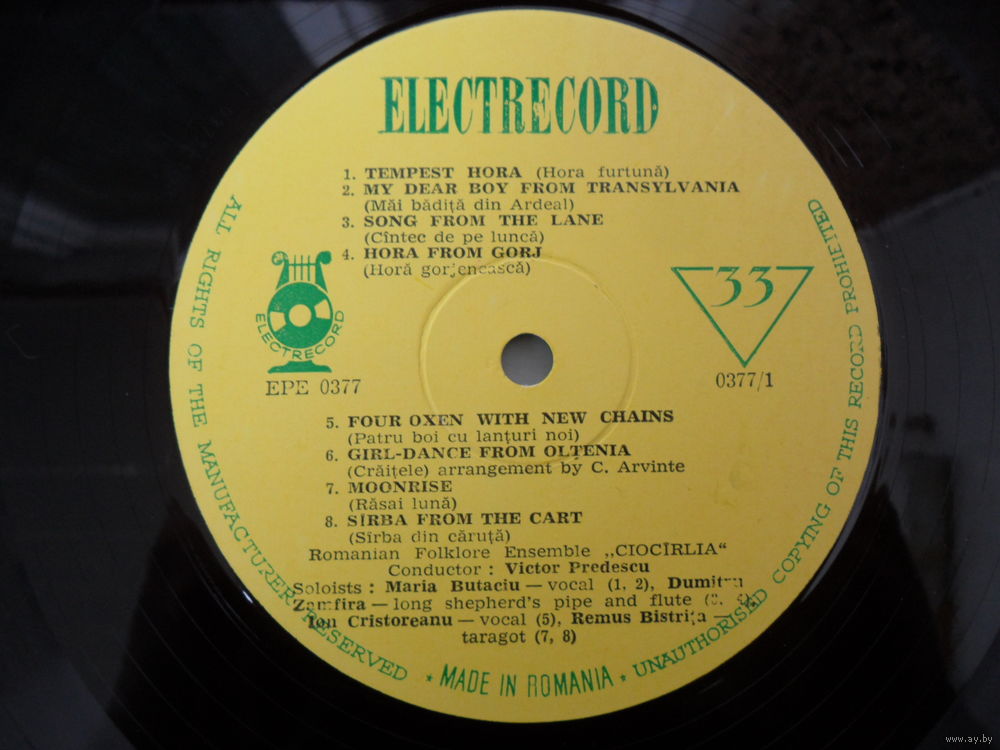 ELECTRECORD
1. TEMPEST HORA (Hora furtună)
2. MY DEAR BOY FROM TRANSYLVANIA
(Măi bădiță din Ardeal)
3. SONG FROM THE LANE
(Cîntec de pe luncă)
4. HORA FROM GORJ
(Horă gorjenească)
ELECTRECORD
EPE 0377
33
0377/1
5. FOUR OXEN WITH NEW CHAINS
(Patru boi cu lanțuri noi)
6. GIRL-DANCE FROM OLTENIA
(Crăițele) arrangement by C. Arvinte
7. MOONRISE
(Răsai lună)
8. SÎRBA FROM THE CART
(Sîrba din căruță)
Romanian Folklore Ensemble „CIOCÎRLIA“
Conductor : Victor Predescu
Soloists : Maria Butaciu — vocal (1, 2), Dumitru
Zamfira — long shepherd's pipe and flute
Ion Cristoreanu — vocal (5), Remus Bistrița —
taragot (7, 8)
ALL RIGHTS OF THE MANUFACTURER RESERVED * MADE IN ROMANIA * UNAUTHORISED COPYING OF THIS RECORD PROHIBITED
www.ay.by